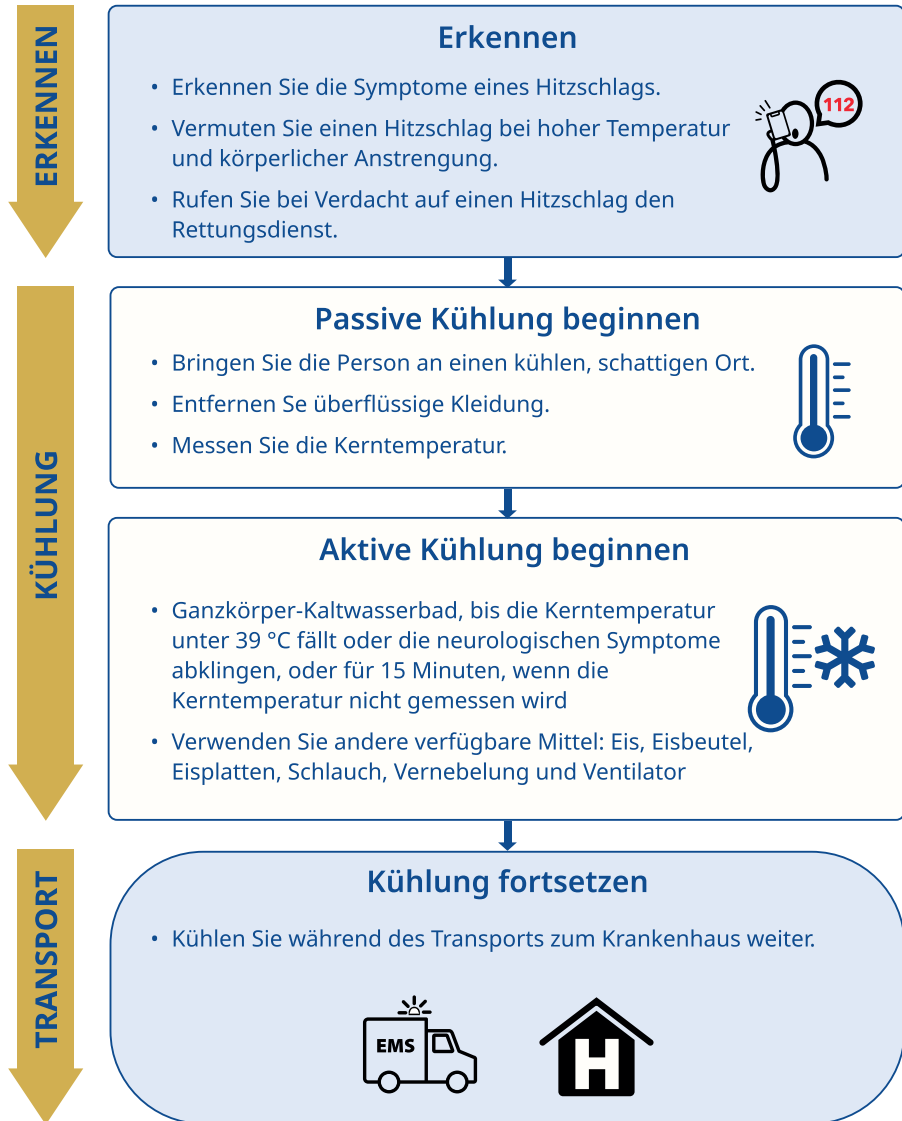 ERKENNEN
Erkennen
• Erkennen Sie die Symptome eines Hitzschlags.
• Vermuten Sie einen Hitzschlag bei hoher Temperatur
und körperlicher Anstrengung.
• Rufen Sie bei Verdacht auf einen Hitzschlag den
Rettungsdienst.
112
KÜHLUNG
Passive Kühlung beginnen
• Bringen Sie die Person an einen kühlen, schattigen Ort.
• Entfernen Se überflüssige Kleidung.
• Messen Sie die Kerntemperatur.
Aktive Kühlung beginnen
• Ganzkörper-Kaltwasserbad, bis die Kerntemperatur
unter 39 °C fällt oder die neurologischen Symptome
abklingen, oder für 15 Minuten, wenn die
Kerntemperatur nicht gemessen wird
• Verwenden Sie andere verfügbare Mittel: Eis, Eisbeutel,
Eisplatten, Schlauch, Vernebelung und Ventilator
TRANSPORT
Kühlung fortsetzen
• Kühlen Sie während des Transports zum Krankenhaus weiter.
EMS
H